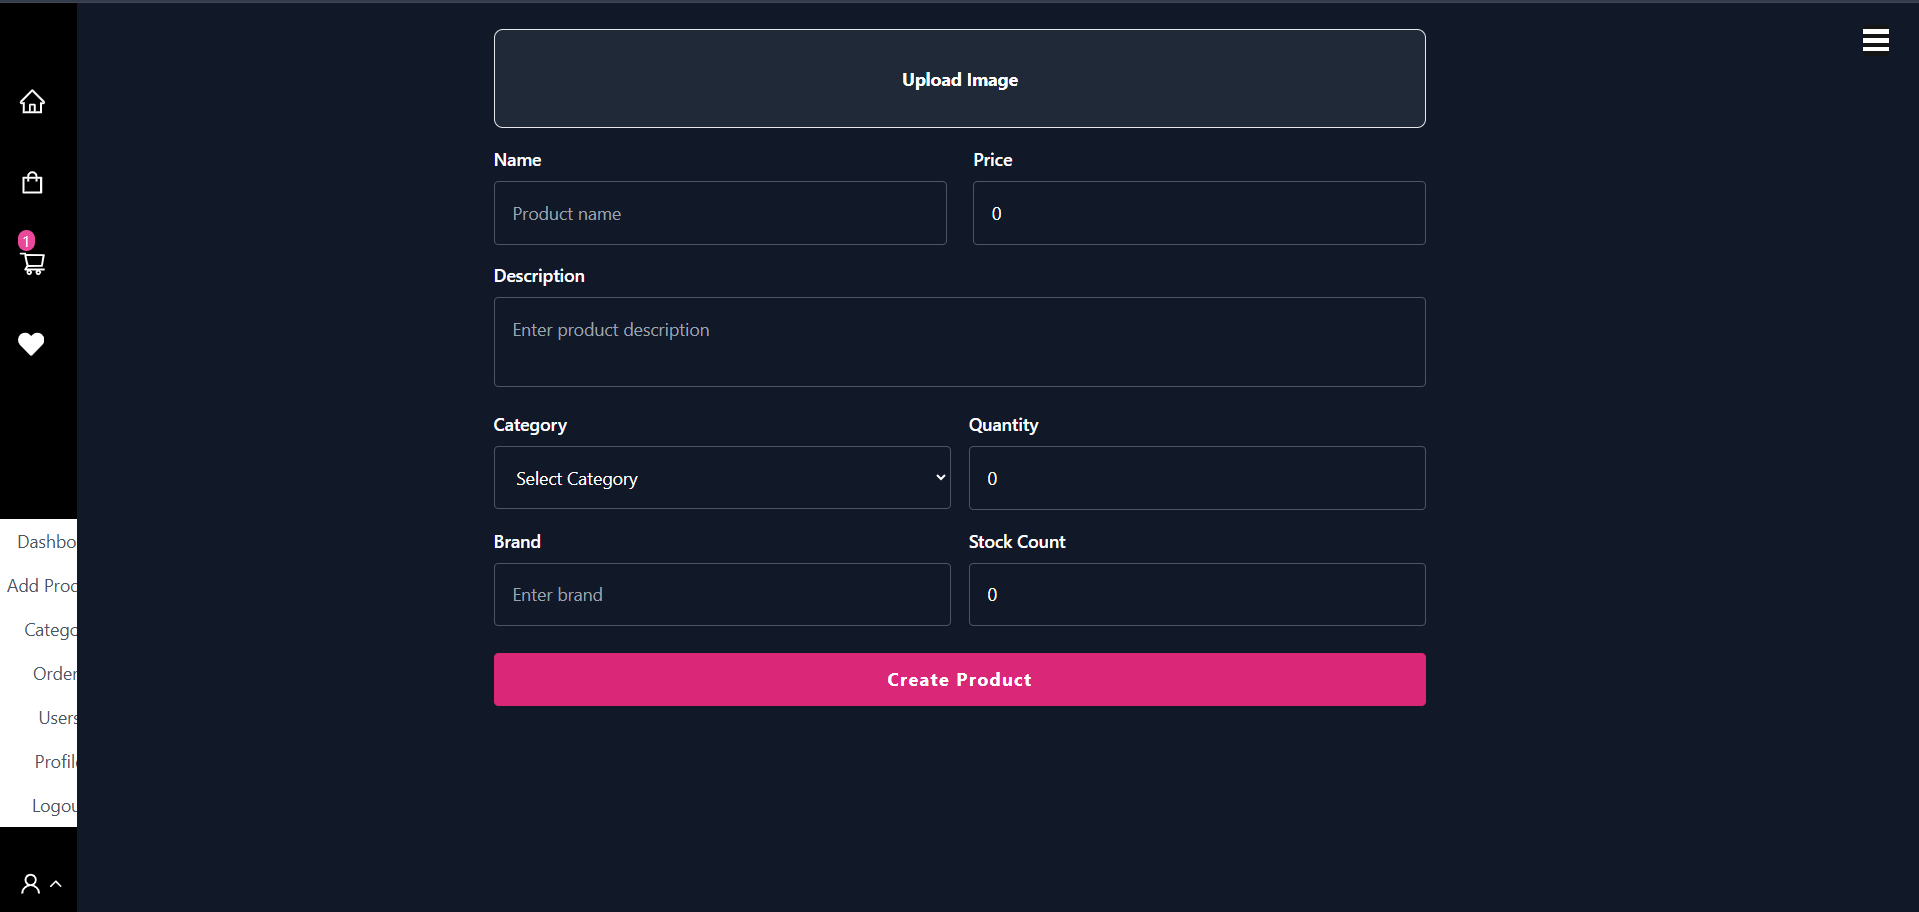 Upload Image
Name
Price
Product name
0
1
Description
Enter product description
Category
Quantity
Select Category
0
Brand
Stock Count
Enter brand
0
Create Product
Dashbo
Add Proc
Catego
Order
Users
Profil
Logou